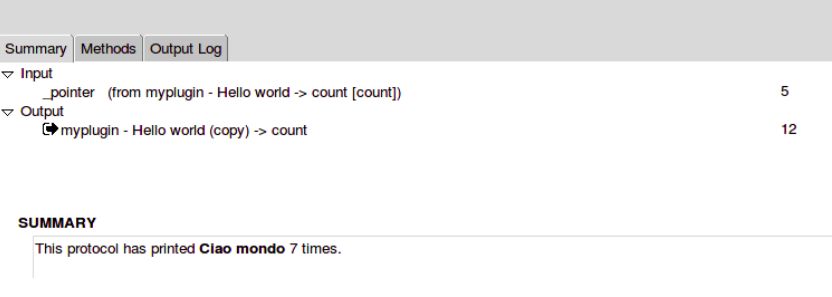 Summary Methods Output Log
Input
_pointer (from myplugin - Hello world -> count [count]) 5
Output
myplugin - Hello world (copy) -> count 12
SUMMARY
This protocol has printed Ciao mondo 7 times.